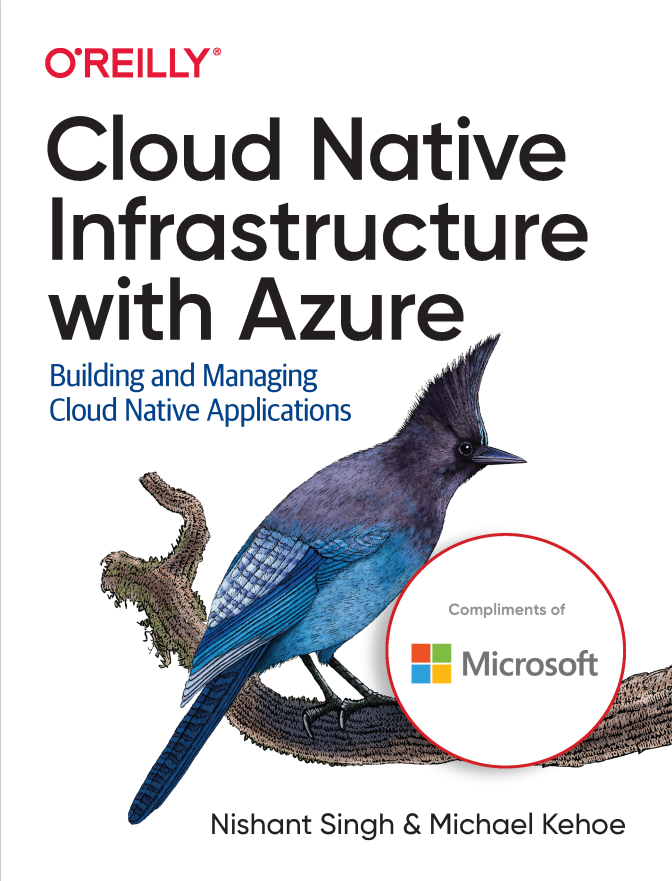 O'REILLY®
Cloud Native
Infrastructure
with Azure
Building and Managing
Cloud Native Applications
Compliments of
Microsoft
Nishant Singh & Michael Kehoe